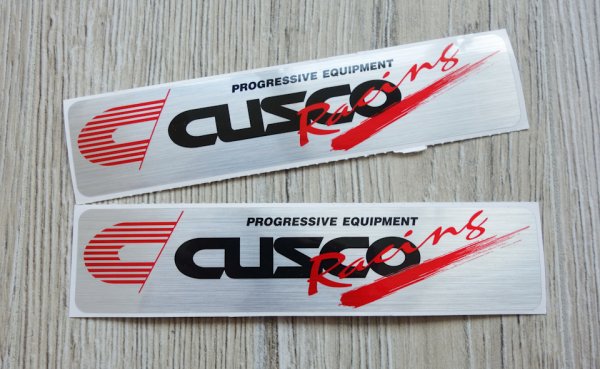 PROGRESSIVE EQUIPMENT
CUSCO Racing
PROGRESSIVE EQUIPMENT
CUSCO Racing